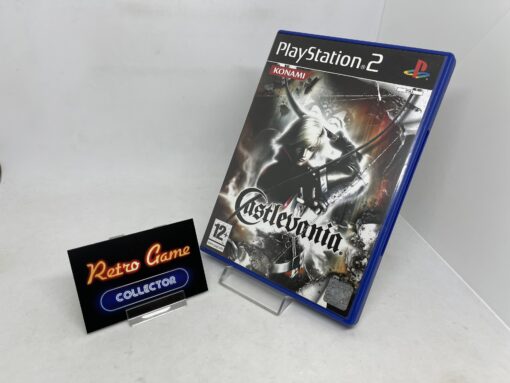 PlayStation®2
KONAMI
Castlevania
12+
Retro Game
COLLECTOR